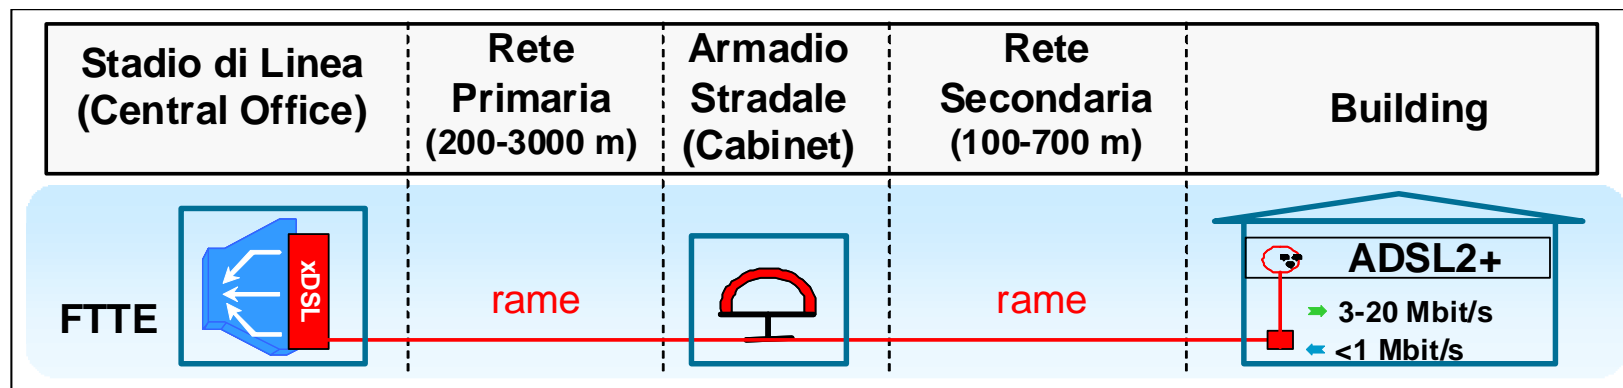 Stadio di Linea
(Central Office)
Rete
Primaria
(200-3000 m)
Armadio
Stradale
(Cabinet)
Rete
Secondaria
(100-700 m)
Building
FTTE
xDSL
rame
rame
ADSL2+
3-20 Mbit/s
<1 Mbit/s